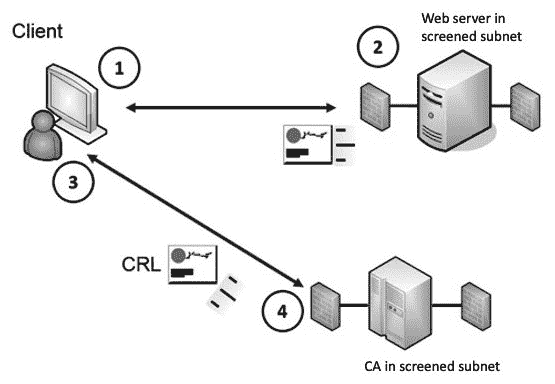 Client
1
2
Web server in
screened subnet
3
CRL
4
CA in screened subnet